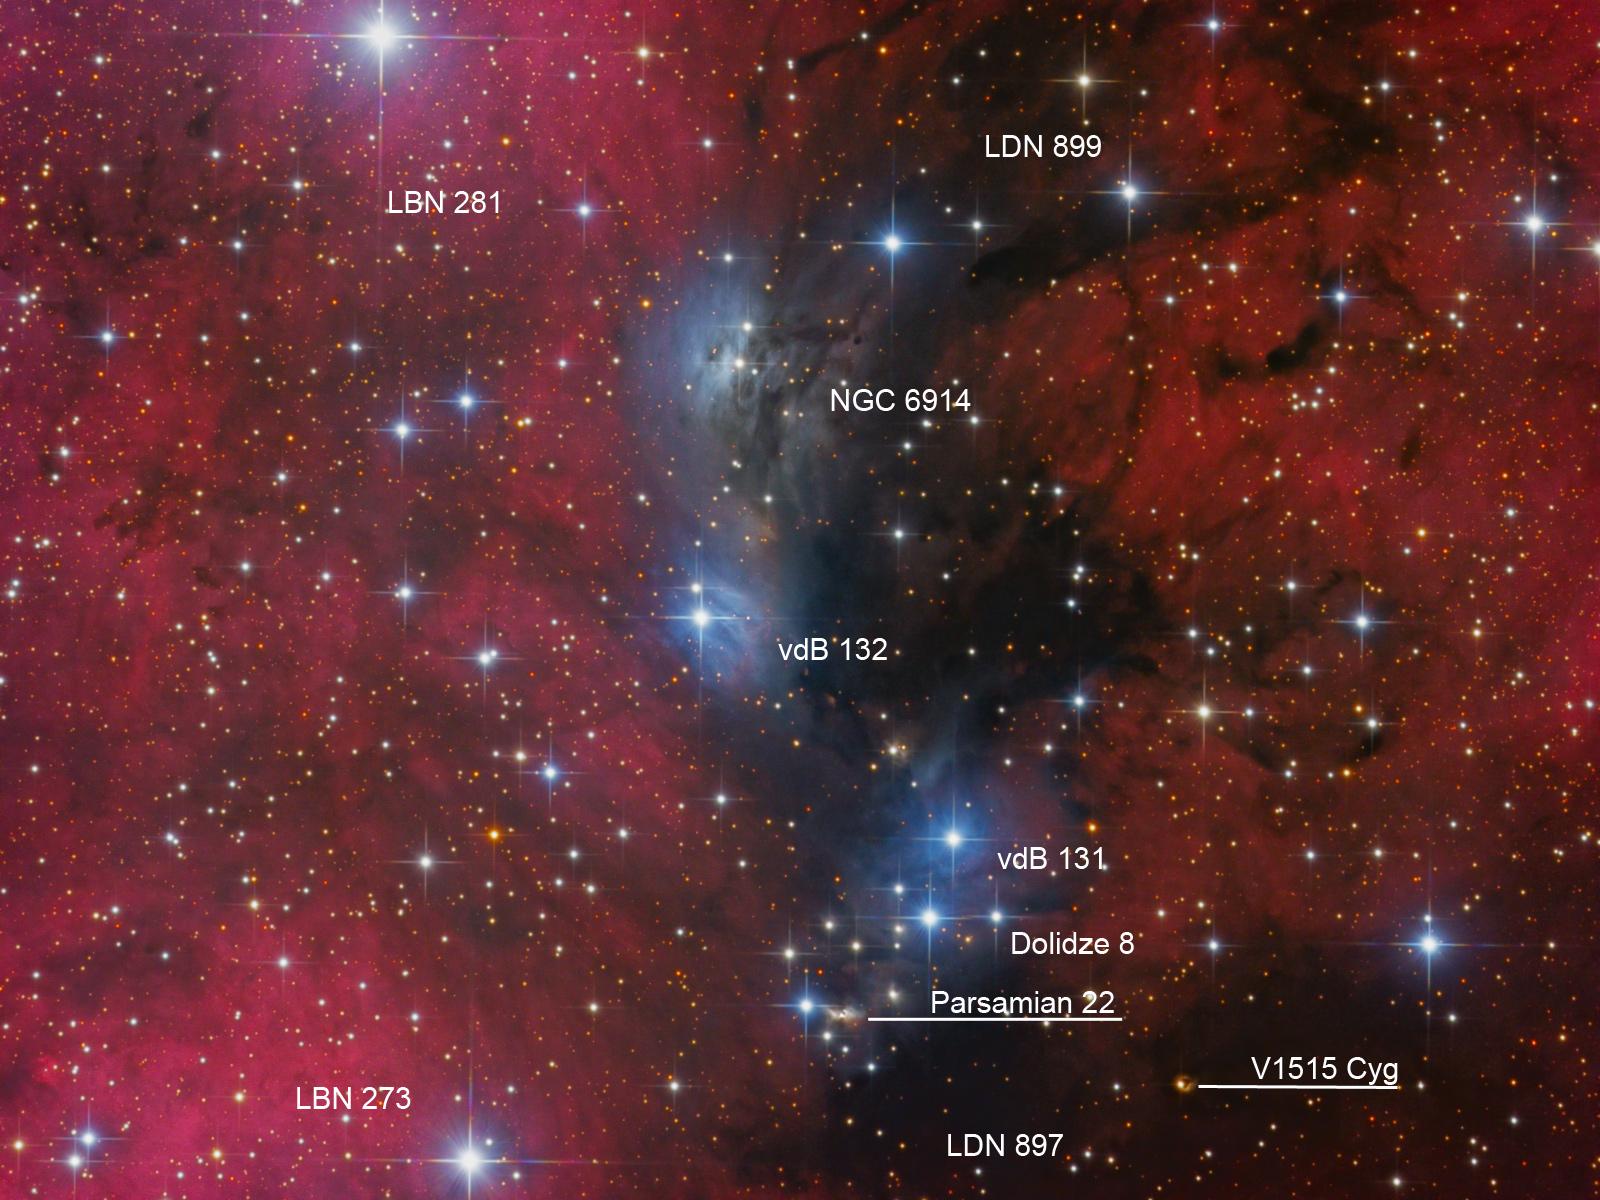 LDN 899
LBN 281
NGC 6914
vdB 132
vdB 131
Dolidze 8
Parsamian 22
V1515 Cyg
LBN 273
LDN 897